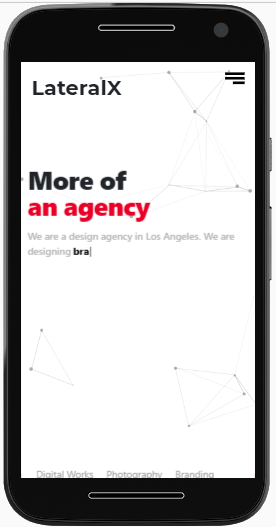 LateralX
More of
an agency
We are a design agency in Los Angeles. We are
designing bra|
Digital Works Photography Branding